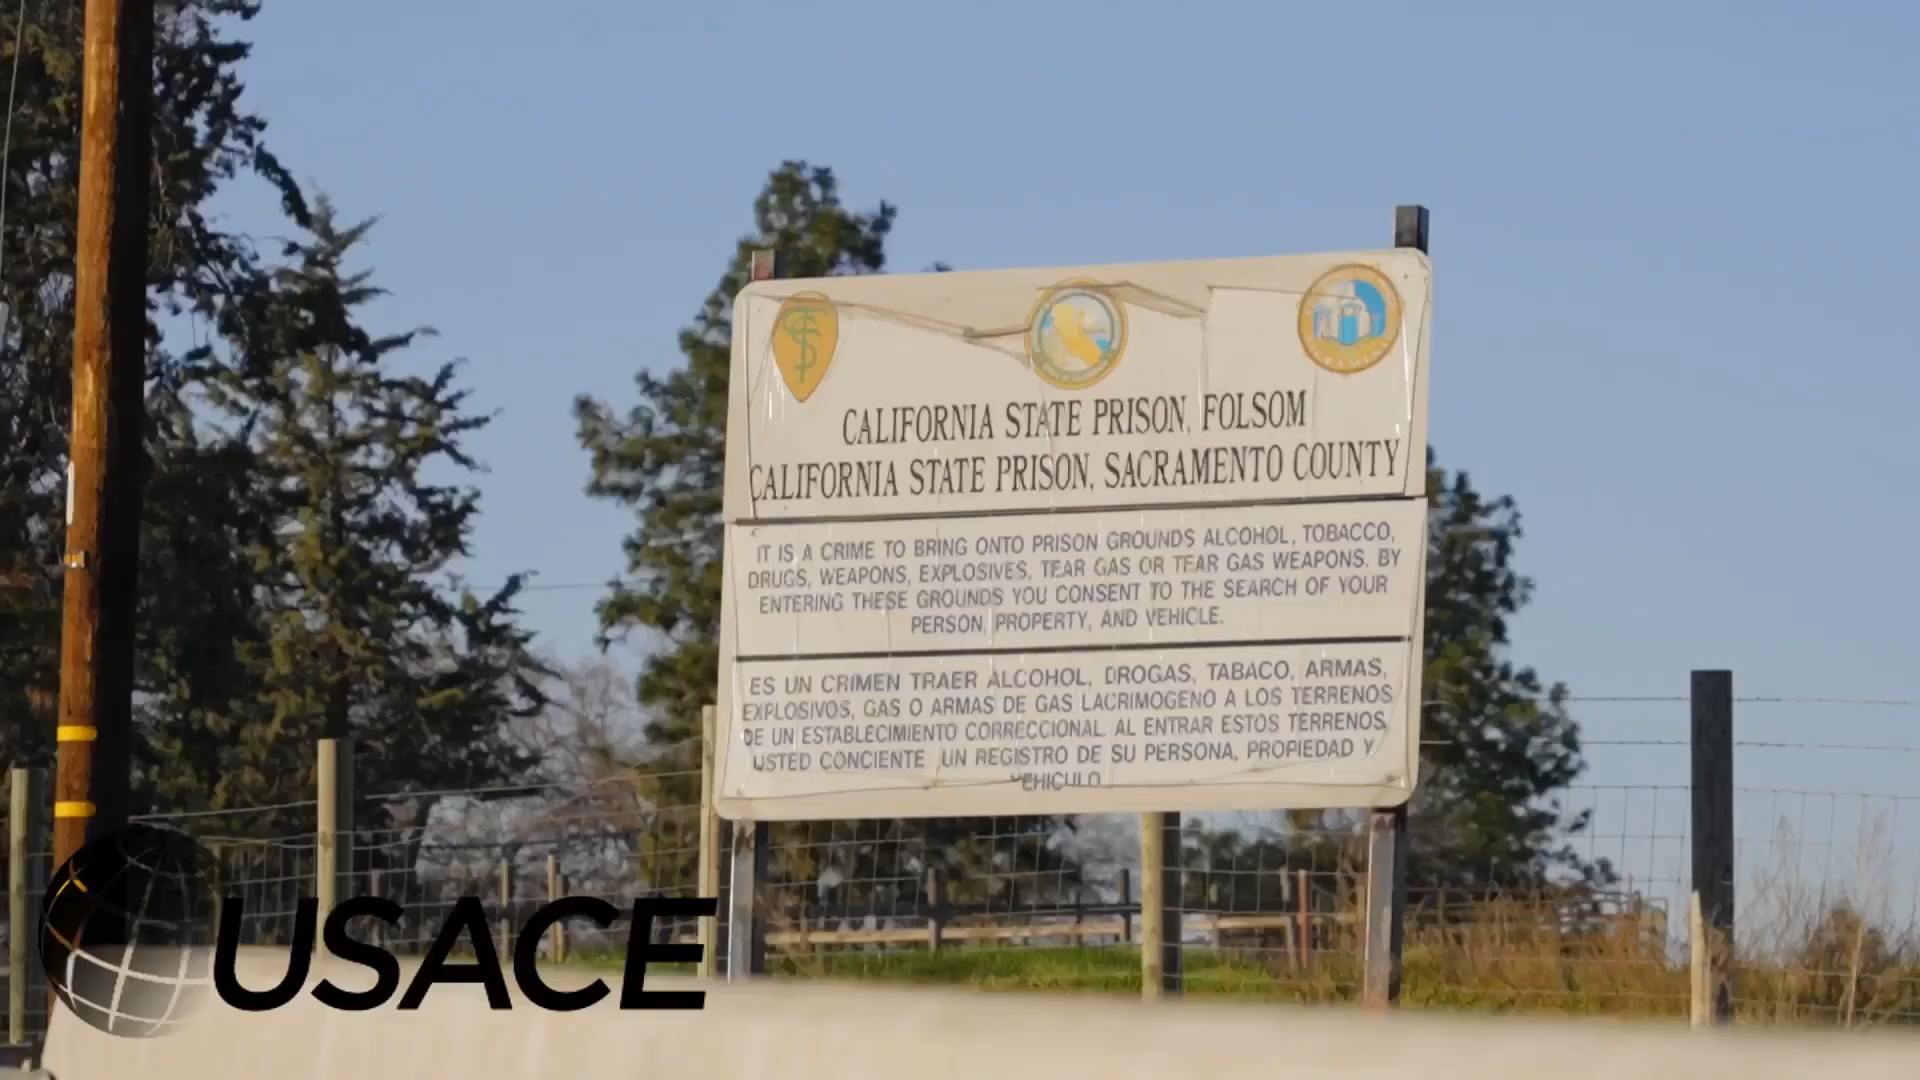 CALIFORNIA STATE PRISON, FOLSOM
CALIFORNIA STATE PRISON, SACRAMENTO COUNTY
IT IS A CRIME TO BRING ONTO PRISON GROUNDS ALCOHOL, TOBACCO,
DRUGS, WEAPONS, EXPLOSIVES, TEAR GAS OR TEAR GAS WEAPONS. BY
ENTERING THESE GROUNDS YOU CONSENT TO THE SEARCH OF YOUR
PERSON, PROPERTY, AND VEHICLE.
ES UN CRIMEN TRAER ALCOHOL, DROGAS, TABACO, ARMAS,
EXPLOSIVOS, GAS O ARMAS DE GAS LACRIMOGENO A LOS TERRENOS
DE UN ESTABLECIMIENTO CORRECCIONAL. AL ENTRAR ESTOS TERRENOS,
USTED CONCIENTE UN REGISTRO DE SU PERSONA, PROPIEDAD Y
VEHICULO
USACE